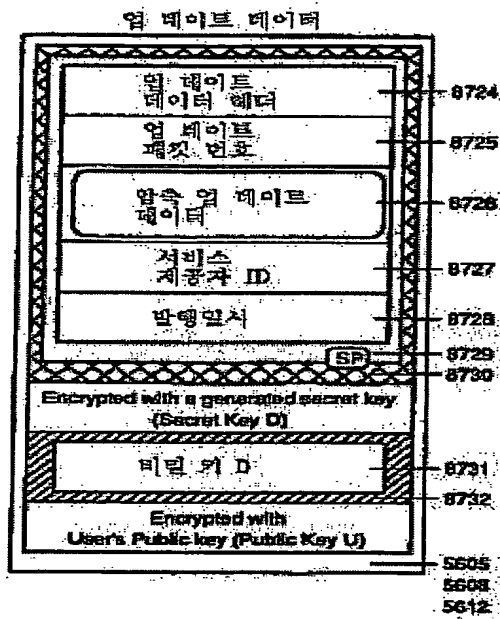 업 데이트 데이터
업 데이트
데이터 헤더
8724
업 데이트
패킷 번호
8725
압축 업 데이트
데이터
8726
서비스
제공자 ID
8727
발행일시
8728
SP
8729
8730
Encrypted with a generated secret key
(Secret Key D)
비밀 키 D
8731
8732
Encrypted with
User's Public key (Public Key U)
5605
5608
5612